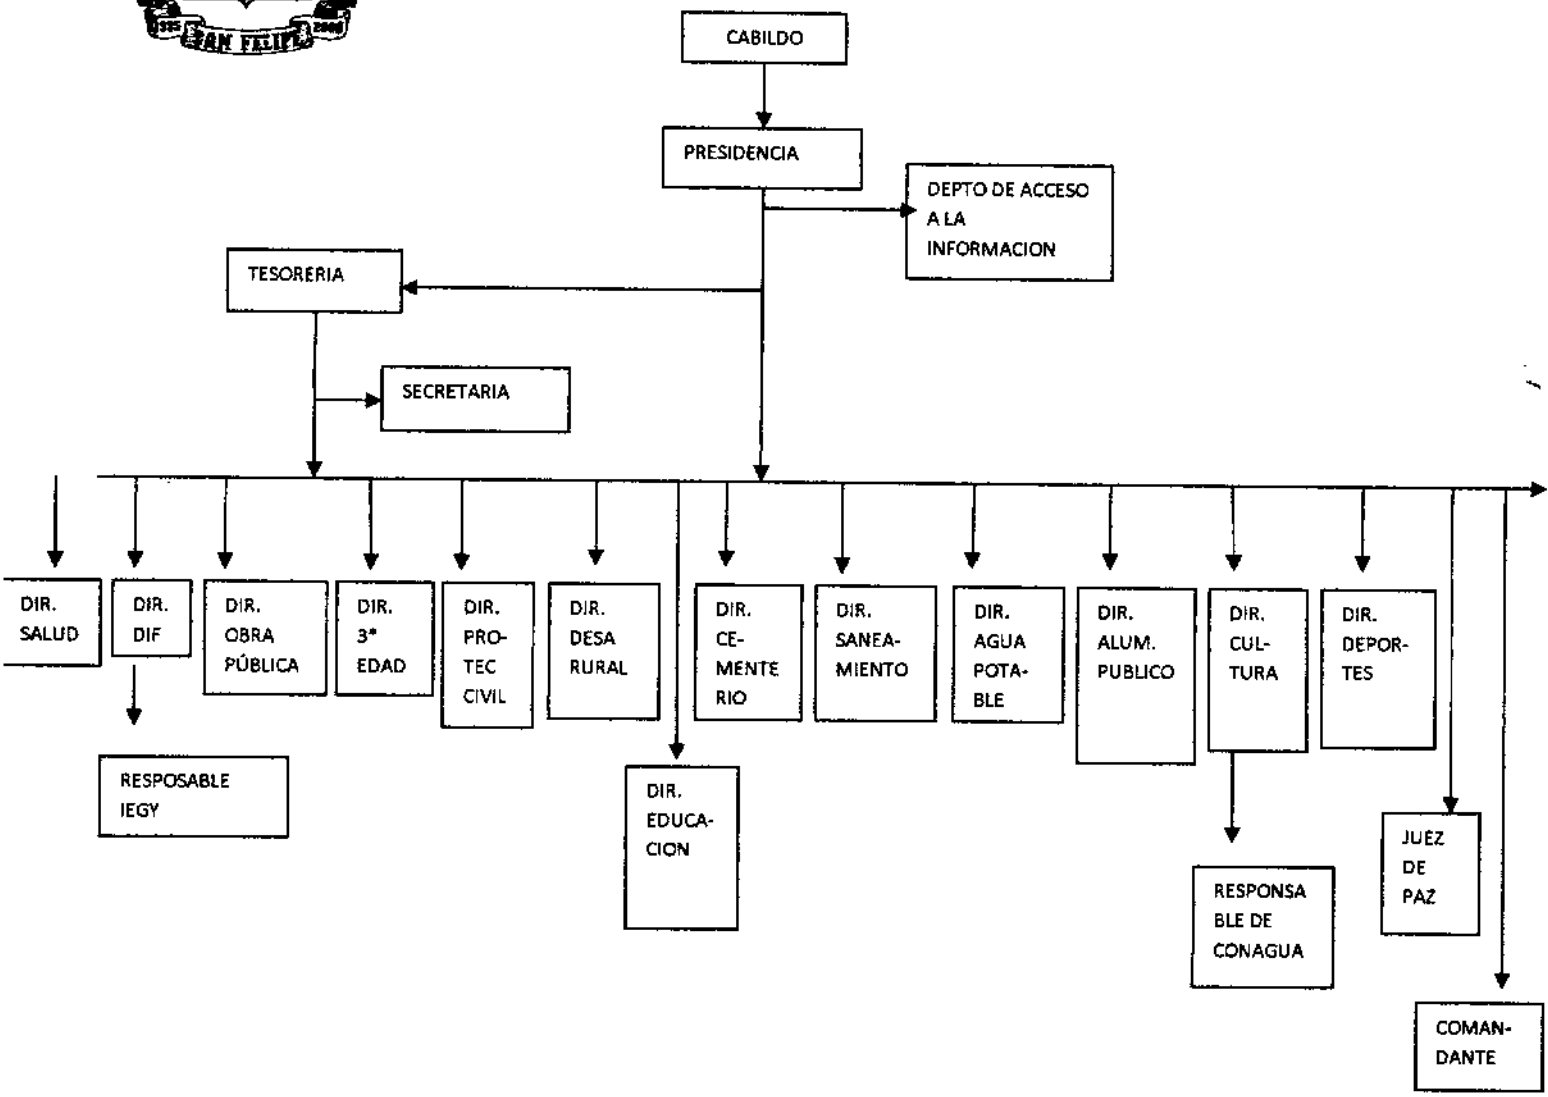 SAN FELIPE
CABILDO
PRESIDENCIA
DEPTO DE ACCESO
A LA
INFORMACION
TESORERIA
SECRETARIA
DIR.
SALUD
DIR.
DIF
DIR.
OBRA
PÚBLICA
DIR.
3ª
EDAD
DIR.
PRO-
TEC
CIVIL
DIR.
DESA
RURAL
DIR.
CE-
MENTE
RIO
DIR.
SANEA-
MIENTO
DIR.
AGUA
POTA-
BLE
DIR.
ALUM.
PUBLICO
DIR.
CUL-
TURA
DIR.
DEPOR-
TES
RESPOSABLE
IEGY
DIR.
EDUCA-
CION
RESPONSA
BLE DE
CONAGUA
JUEZ
DE
PAZ
COMAN-
DANTE